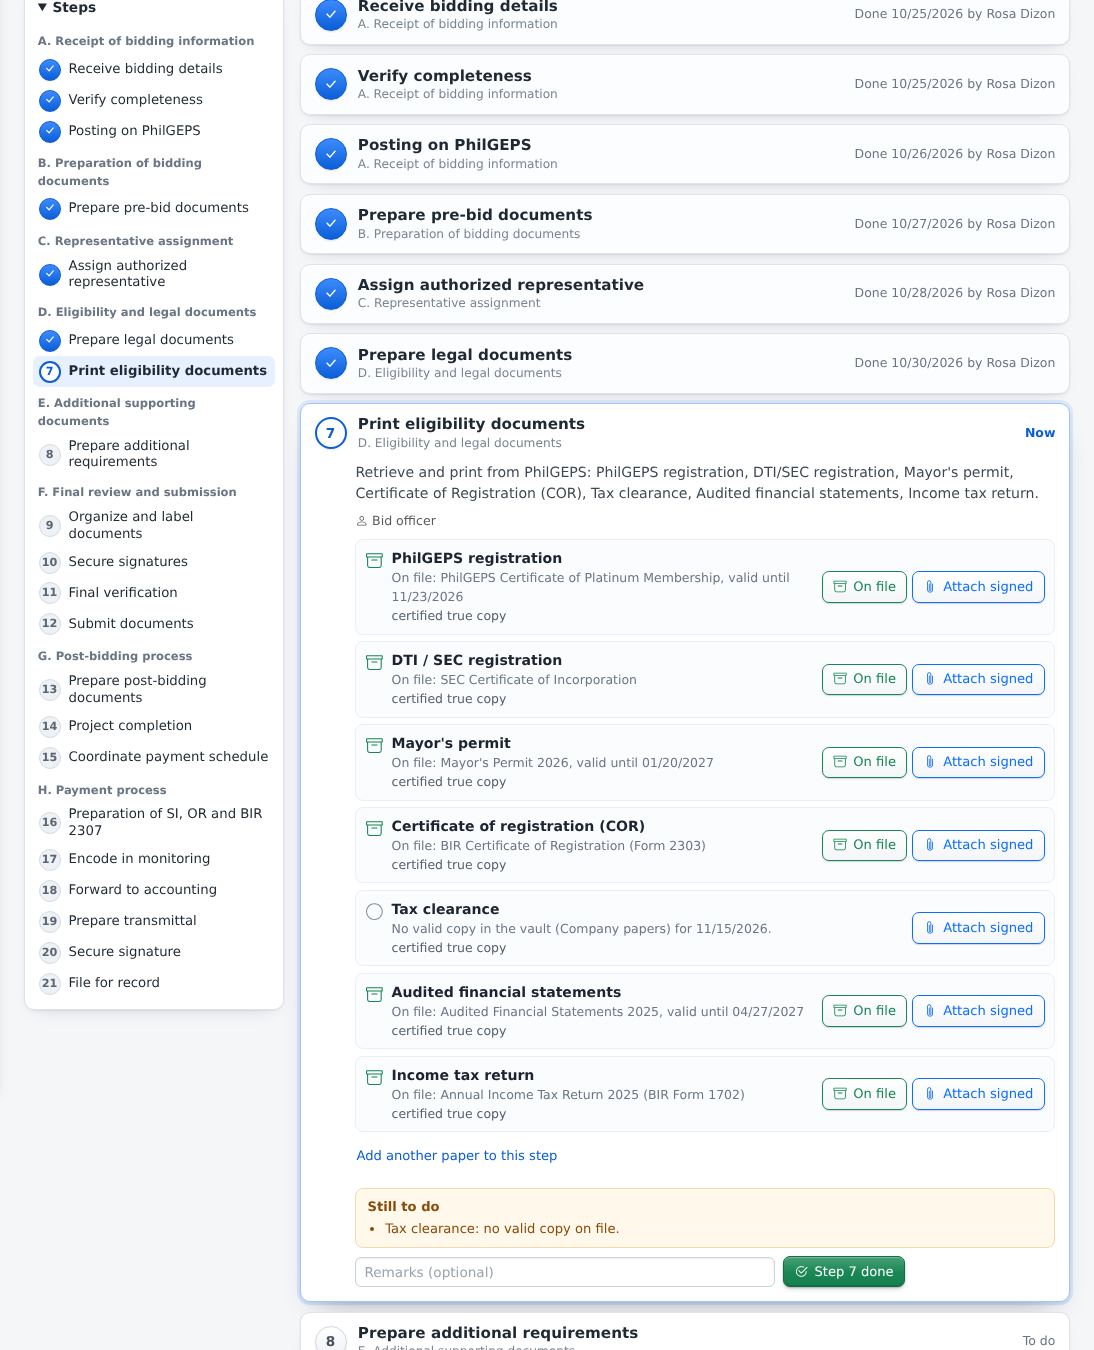 ▼ Steps
A. Receipt of bidding information
Receive bidding details
Verify completeness
Posting on PhilGEPS
B. Preparation of bidding
documents
Prepare pre-bid documents
C. Representative assignment
Assign authorized
representative
D. Eligibility and legal documents
Prepare legal documents
7 Print eligibility documents
E. Additional supporting
documents
8 Prepare additional
requirements
F. Final review and submission
9 Organize and label
documents
10 Secure signatures
11 Final verification
12 Submit documents
G. Post-bidding process
13 Prepare post-bidding
documents
14 Project completion
15 Coordinate payment schedule
H. Payment process
16 Preparation of SI, OR and BIR
2307
17 Encode in monitoring
18 Forward to accounting
19 Prepare transmittal
20 Secure signature
21 File for record
Receive bidding details
A. Receipt of bidding information
Done 10/25/2026 by Rosa Dizon
Verify completeness
A. Receipt of bidding information
Done 10/25/2026 by Rosa Dizon
Posting on PhilGEPS
A. Receipt of bidding information
Done 10/26/2026 by Rosa Dizon
Prepare pre-bid documents
B. Preparation of bidding documents
Done 10/27/2026 by Rosa Dizon
Assign authorized representative
C. Representative assignment
Done 10/28/2026 by Rosa Dizon
Prepare legal documents
D. Eligibility and legal documents
Done 10/30/2026 by Rosa Dizon
7 Print eligibility documents
D. Eligibility and legal documents
Now
Retrieve and print from PhilGEPS: PhilGEPS registration, DTI/SEC registration, Mayor's permit,
Certificate of Registration (COR), Tax clearance, Audited financial statements, Income tax return.
Bid officer
PhilGEPS registration
On file: PhilGEPS Certificate of Platinum Membership, valid until
11/23/2026
certified true copy
On file Attach signed
DTI / SEC registration
On file: SEC Certificate of Incorporation
certified true copy
On file Attach signed
Mayor's permit
On file: Mayor's Permit 2026, valid until 01/20/2027
certified true copy
On file Attach signed
Certificate of registration (COR)
On file: BIR Certificate of Registration (Form 2303)
certified true copy
On file Attach signed
Tax clearance
No valid copy in the vault (Company papers) for 11/15/2026.
certified true copy
Attach signed
Audited financial statements
On file: Audited Financial Statements 2025, valid until 04/27/2027
certified true copy
On file Attach signed
Income tax return
On file: Annual Income Tax Return 2025 (BIR Form 1702)
certified true copy
On file Attach signed
Add another paper to this step
Still to do
• Tax clearance: no valid copy on file.
Remarks (optional)
Step 7 done
8 Prepare additional requirements
E. Additional supporting documents
To do